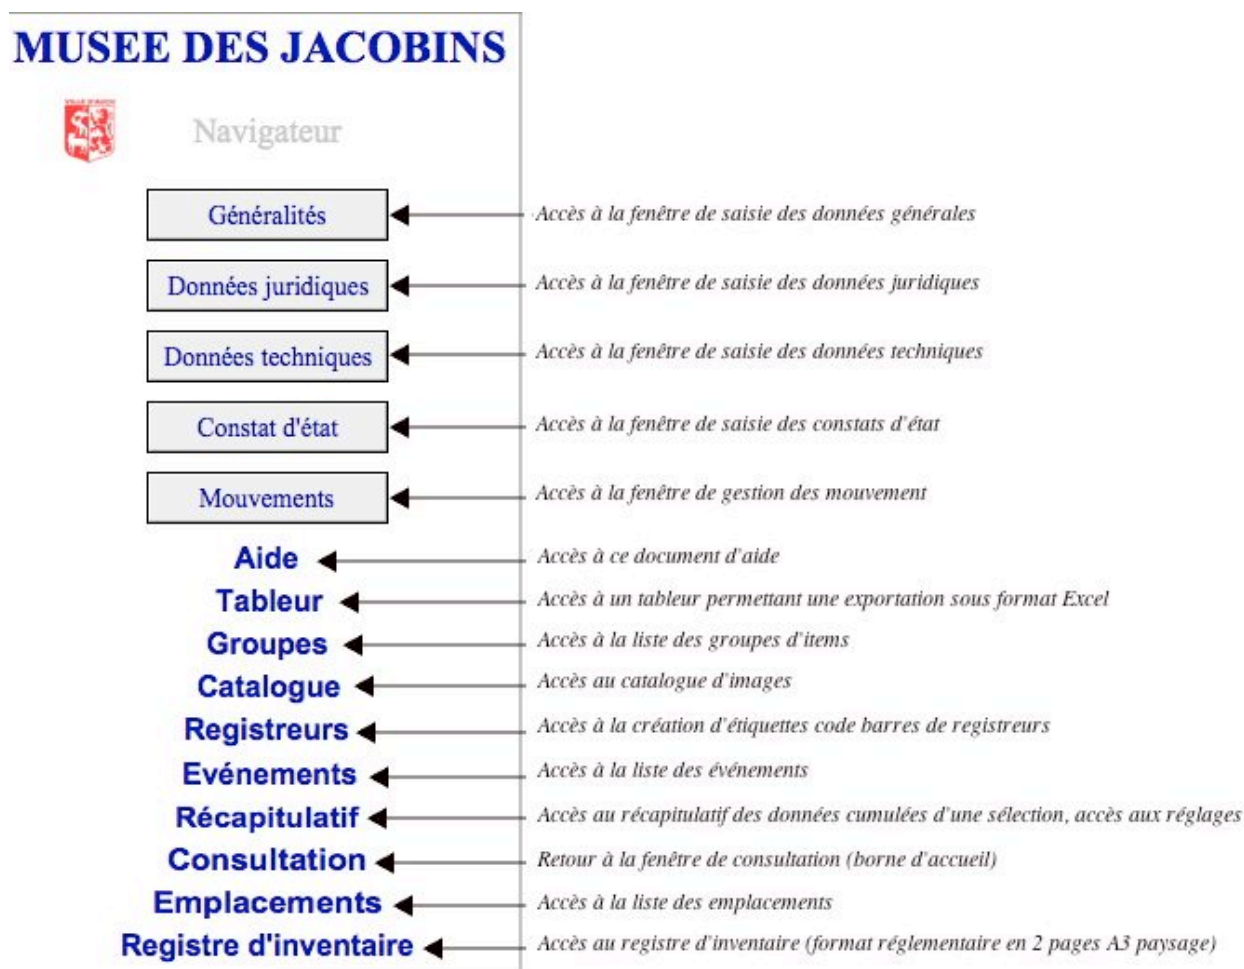 MUSEE DES JACOBINS
VILLE D'AUCH
Navigateur
Généralités Accès à la fenêtre de saisie des données générales
Données juridiques Accès à la fenêtre de saisie des données juridiques
Données techniques Accès à la fenêtre de saisie des données techniques
Constat d'état Accès à la fenêtre de saisie des constats d'état
Mouvements Accès à la fenêtre de gestion des mouvement
Aide Accès à ce document d'aide
Tableur Accès à un tableur permettant une exportation sous format Excel
Groupes Accès à la liste des groupes d'items
Catalogue Accès au catalogue d'images
Registreurs Accès à la création d'étiquettes code barres de registreurs
Evénements Accès à la liste des événements
Récapitulatif Accès au récapitulatif des données cumulées d'une sélection, accès aux réglages
Consultation Retour à la fenêtre de consultation (borne d'accueil)
Emplacements Accès à la liste des emplacements
Registre d'inventaire Accès au registre d'inventaire (format réglementaire en 2 pages A3 paysage)